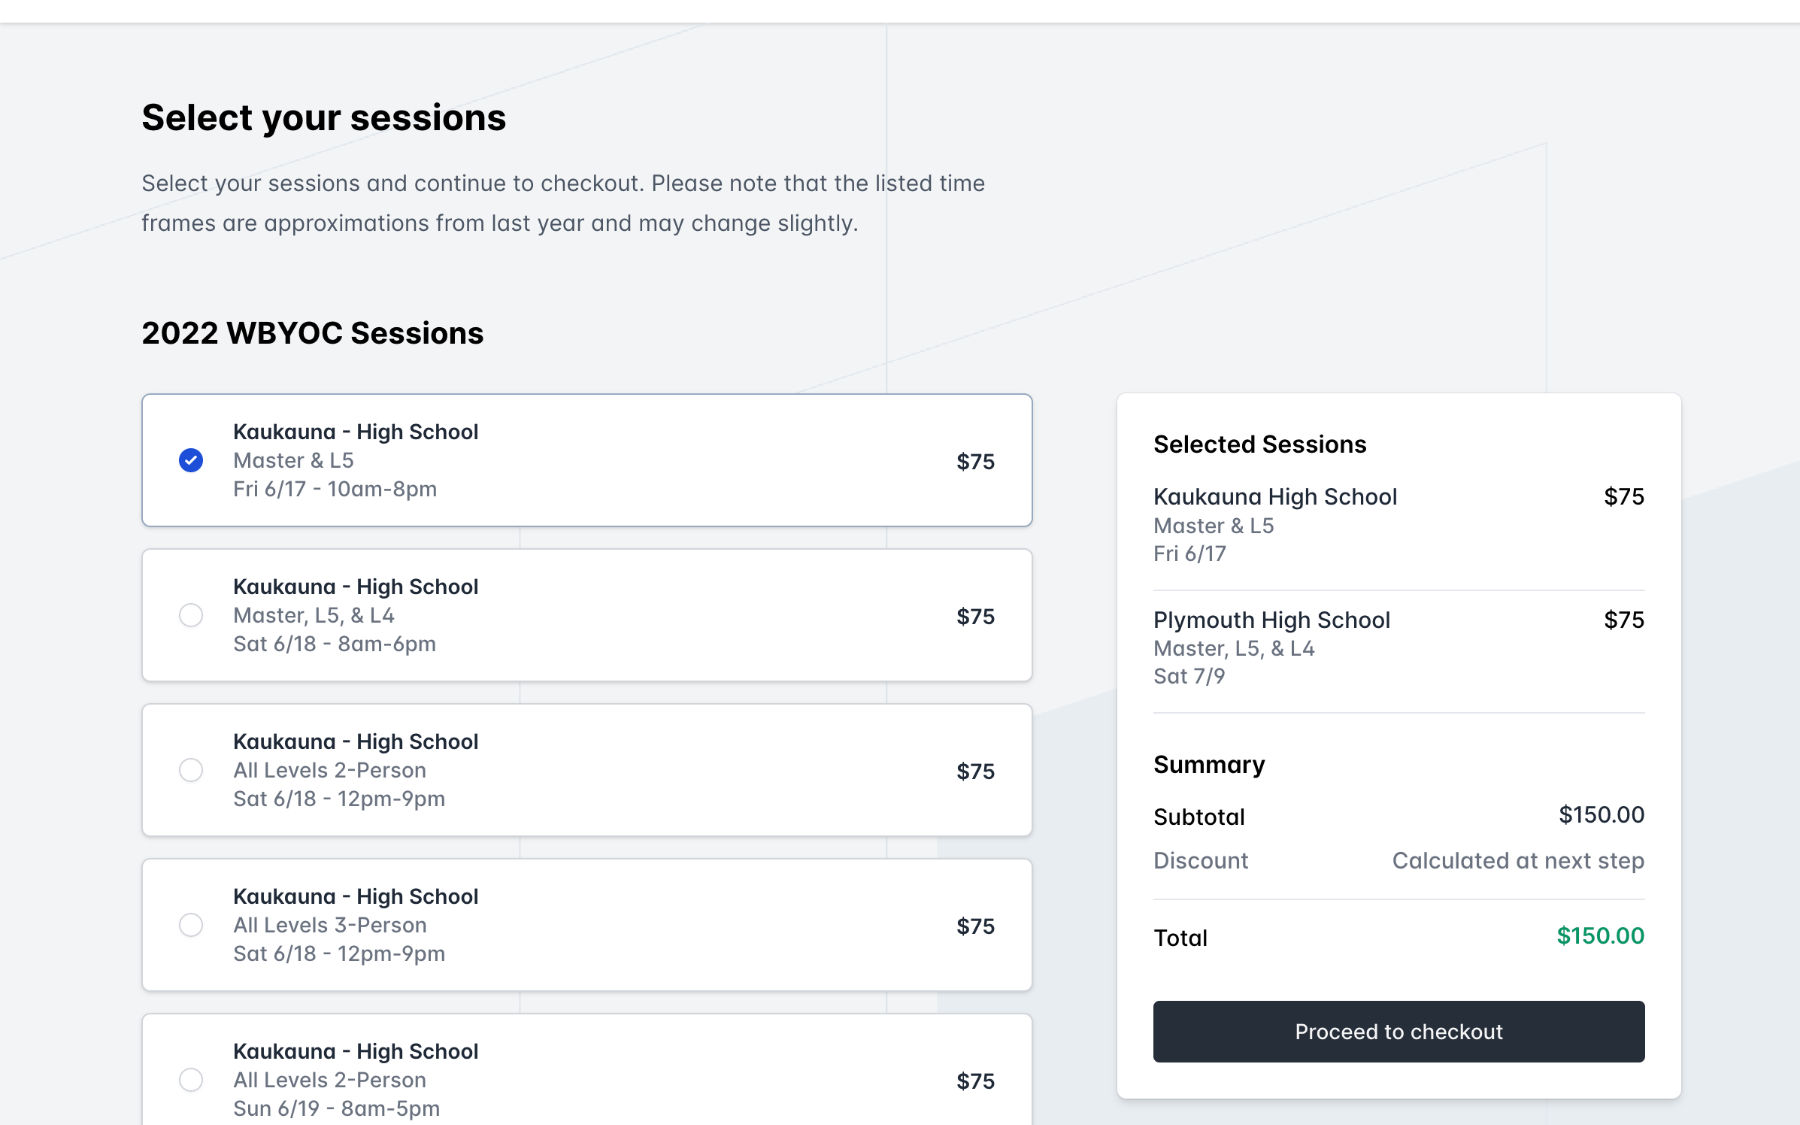 Select your sessions
Select your sessions and continue to checkout. Please note that the listed time
frames are approximations from last year and may change slightly.
2022 WBYOC Sessions
Kaukauna - High School
Master & L5
Fri 6/17 - 10am-8pm
$75
Kaukauna - High School
Master, L5, & L4
Sat 6/18 - 8am-6pm
$75
Kaukauna - High School
All Levels 2-Person
Sat 6/18 - 12pm-9pm
$75
Kaukauna - High School
All Levels 3-Person
Sat 6/18 - 12pm-9pm
$75
Kaukauna - High School
All Levels 2-Person
Sun 6/19 - 8am-5pm
$75
Selected Sessions
Kaukauna High School $75
Master & L5
Fri 6/17
Plymouth High School $75
Master, L5, & L4
Sat 7/9
Summary
Subtotal $150.00
Discount Calculated at next step
Total $150.00
Proceed to checkout